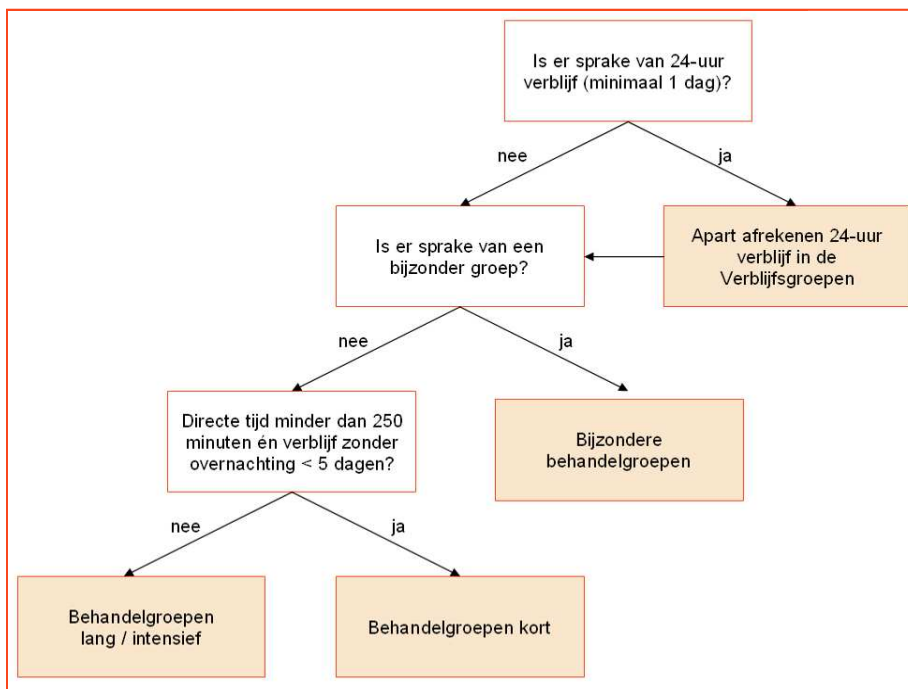 Is er sprake van 24-uur
verblijf (minimaal 1 dag)?
nee
ja
Is er sprake van een
bijzonder groep?
Apart afrekenen 24-uur
verblijf in de
Verblijfsgroepen
nee
ja
Directe tijd minder dan 250
minuten én verblijf zonder
overnachting < 5 dagen?
Bijzondere
behandelgroepen
nee
ja
Behandelgroepen
lang / intensief
Behandelgroepen kort